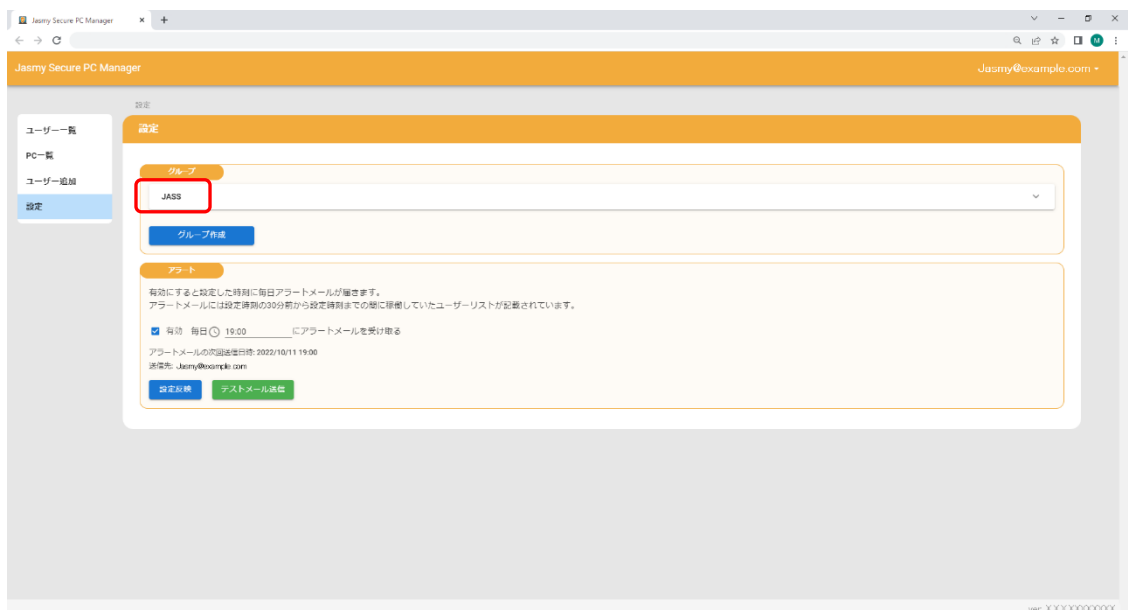 Jasmy Secure PC Manager
Jasmy Secure PC Manager
Jasmy@example.com
設定
ユーザー一覧
PC一覧
ユーザー追加
設定
設定
グループ
JASS
グループ作成
アラート
有効にすると設定した時刻に毎日アラートメールが届きます。
アラートメールには設定時刻の30分前から設定時刻までの間に稼働していたユーザーリストが記載されています。
有効 毎日 19:00 にアラートメールを受け取る
アラートメールの次回送信日時: 2022/10/11 19:00
送信先: Jasmy@example.com
設定反映 テストメール送信
M
ver. XXXXXXXXXXX